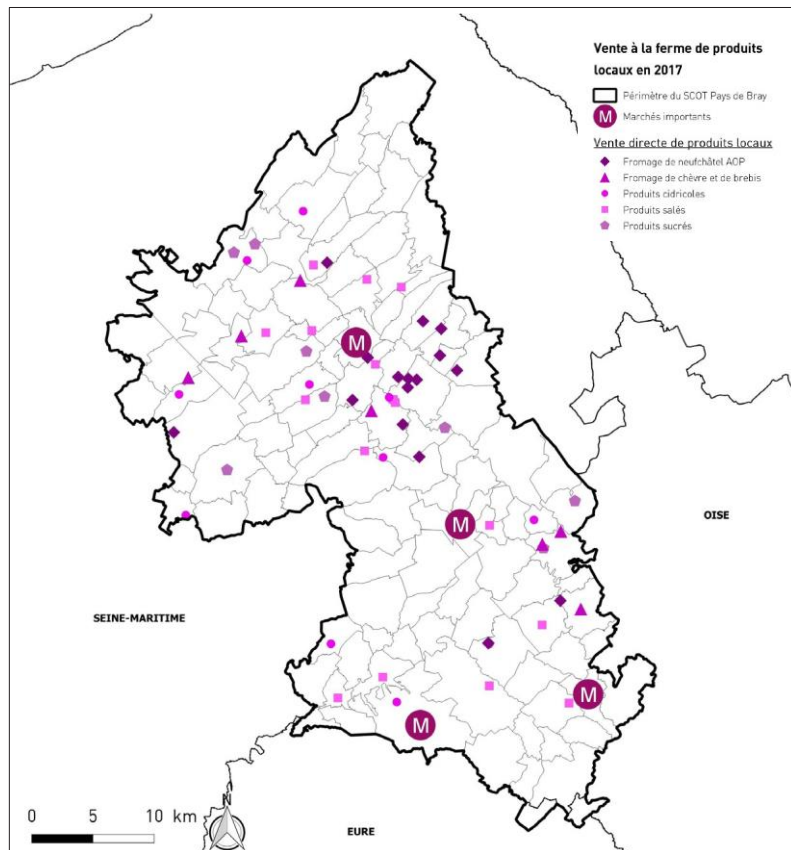 Vente à la ferme de produits
locaux en 2017
Périmètre du SCOT Pays de Bray
M Marchés importants
Vente directe de produits locaux
Fromage de neufchâtel AOP
Fromage de chèvre et de brebis
Produits cidricoles
Produits salés
Produits sucrés
M
M
OISE
SEINE-MARITIME
M
M
N
0 5 10 km
EURE